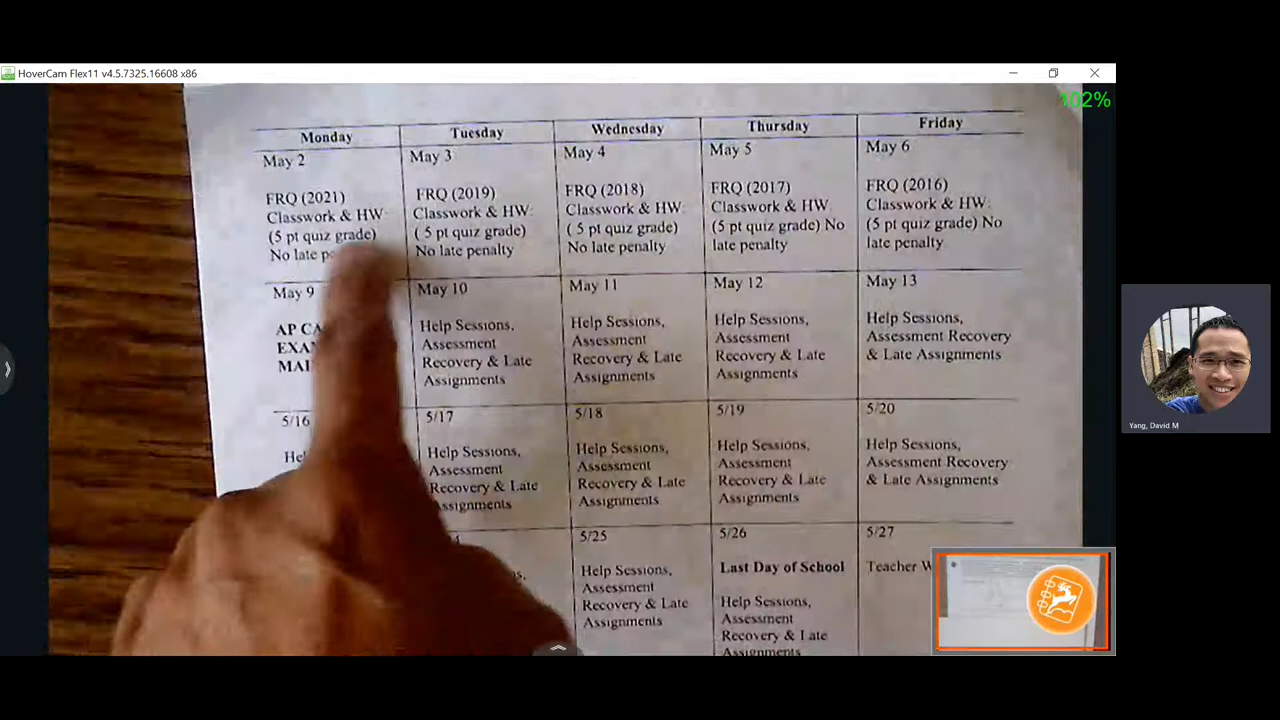 HoverCam Flex11 v4.5.7325.16608 x86
102%
Monday
Tuesday
Wednesday
Thursday
Friday
May 2
FRQ (2021)
Classwork & HW:
(5 pt quiz grade)
No late
May 3
FRQ (2019)
Classwork & HW:
( 5 pt quiz grade)
No late penalty
May 4
FRQ (2018)
Classwork & HW:
( 5 pt quiz grade)
No late penalty
May 5
FRQ (2017)
Classwork & HW
(5 pt quiz grade) No
late penalty
May 6
FRQ (2016)
Classwork & HW:
(5 pt quiz grade) No
late penalty
May 9
AP
May 10
Help Sessions,
Assessment
Recovery & Late
Assignments
May 11
Help Sessions,
Assessment
Recovery & Late
Assignments
May 12
Help Sessions,
Assessment
Recovery & Late
Assignments
May 13
Help Sessions,
Assessment Recovery
& Late Assignments
5/16
5/17
Help Sessions,
Assessment
Recovery & Late
Assignments
5/18
Help Sessions,
Assessment
Recovery & Late
Assignments
5/19
Help Sessions,
Assessment
Recovery & Late
Assignments
5/20
Help Sessions,
Assessment Recovery
& Late Assignments
5/25
Help Sessions,
Assessment
Recovery & Late
Assignments
5/26
Last Day of School
Help Sessions,
Assessment
Recovery & Late
Assignments
5/27
Teacher
Yang, David M